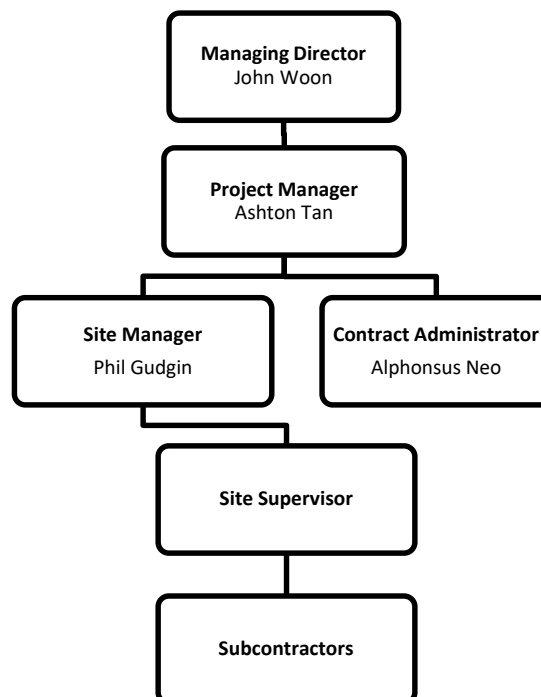 Managing Director
John Woon
Project Manager
Ashton Tan
Site Manager
Phil Gudgin
Contract Administrator
Alphonsus Neo
Site Supervisor
Subcontractors